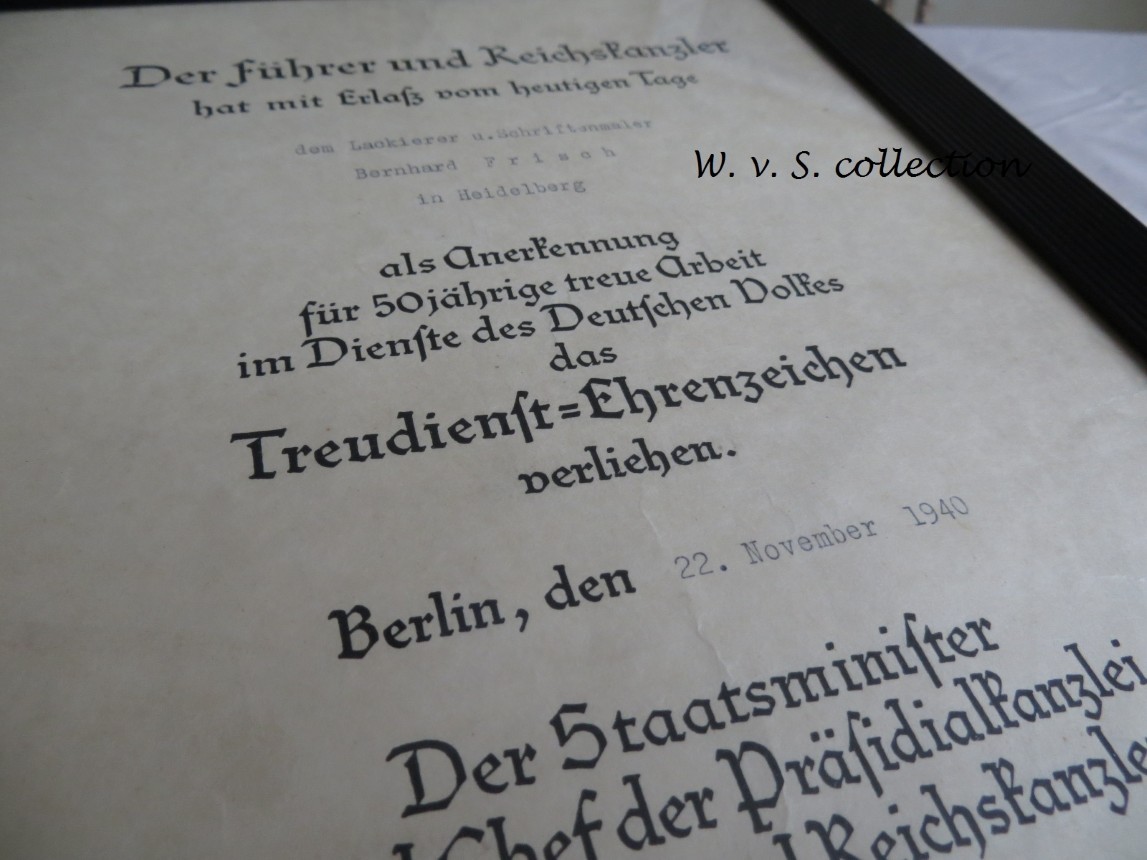 Der Führer und Reichskanzler
hat mit Erlaß vom heutigen Tage
dem Lackierer u.Schriftenmaler
Bernhard F r i s c h
in Heidelberg
W. v. S. collection
als Anerkennung
für 50jährige treue Arbeit
im Dienſte des Deutſchen Volkes
das
Treudienſt=Ehrenzeichen
verliehen.
Berlin, den 22. November 1940
Der Staatsminiſter
Chef der Präſidialkanzlei
Reichskanzle